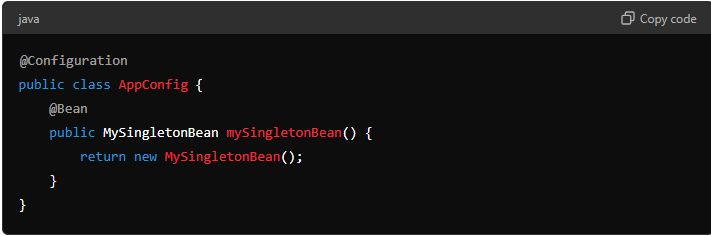 java
Copy code
@Configuration
public class AppConfig {
    @Bean
    public MySingletonBean mySingletonBean() {
        return new MySingletonBean();
    }
}